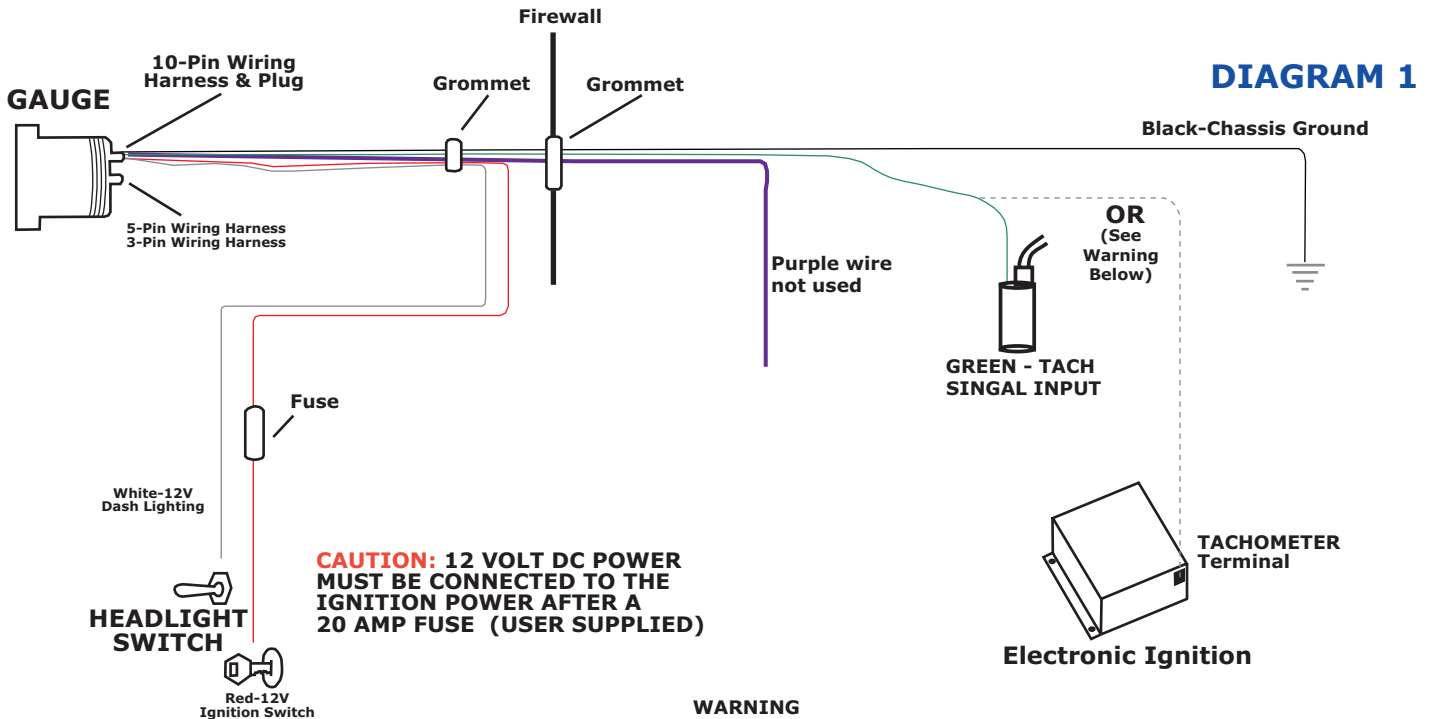 Firewall
10-Pin Wiring
Harness & Plug
Grommet
Grommet
DIAGRAM 1
GAUGE
Black-Chassis Ground
5-Pin Wiring Harness
3-Pin Wiring Harness
OR
(See
Warning
Below)
Purple wire
not used
GREEN - TACH
SINGAL INPUT
Fuse
White-12V
Dash Lighting
CAUTION: 12 VOLT DC POWER
MUST BE CONNECTED TO THE
IGNITION POWER AFTER A
20 AMP FUSE (USER SUPPLIED)
TACHOMETER
Terminal
HEADLIGHT
SWITCH
Electronic Ignition
Red-12V
Ignition Switch
WARNING